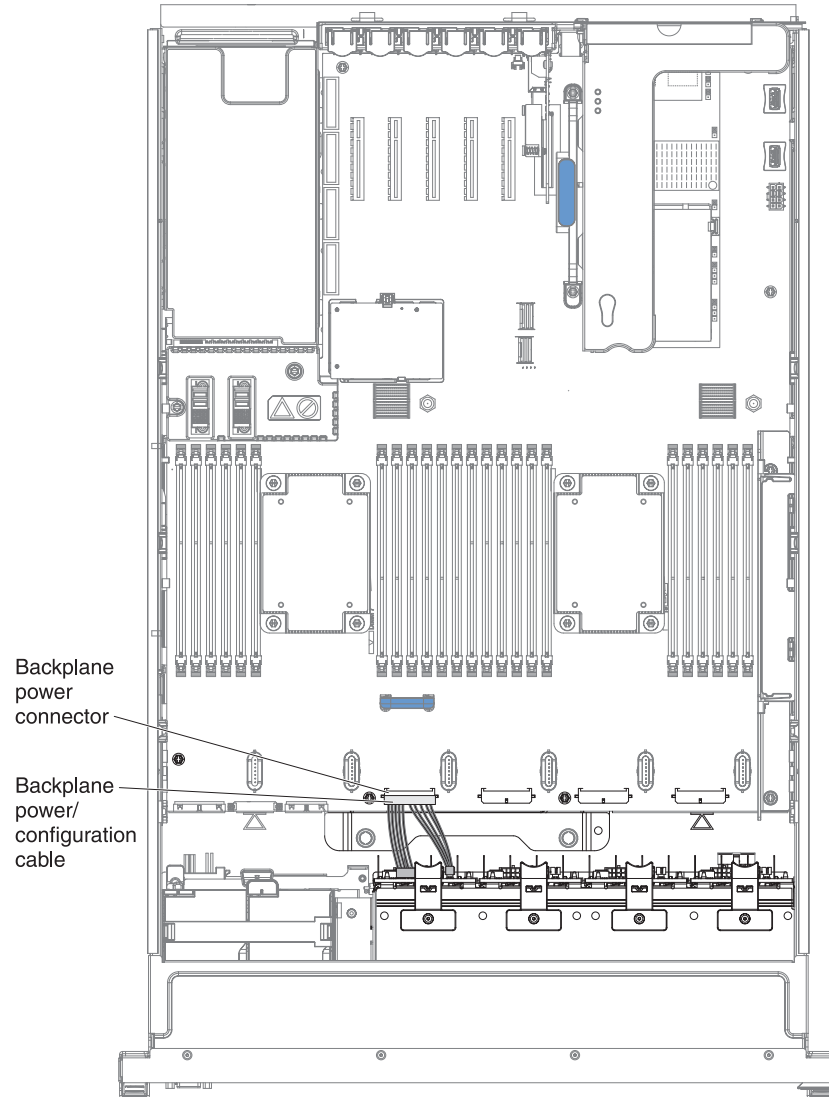 Backplane
power
connector
Backplane
power/
configuration
cable